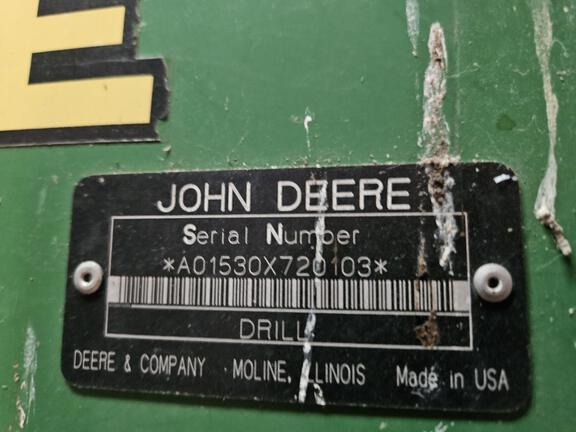 E
JOHN DEERE
Serial Number
*A01530X720103*
DRILL
DEERE & COMPANY MOLINE, ILLINOIS Made in USA